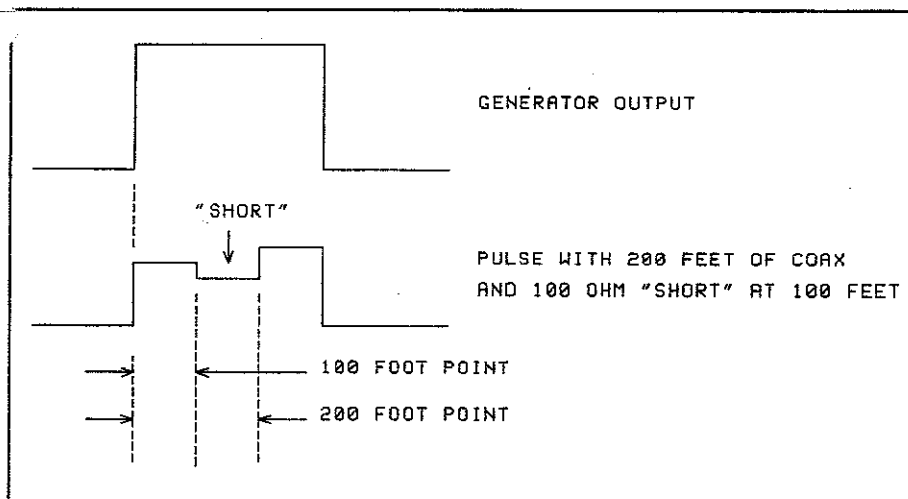 GENERATOR OUTPUT
"SHORT"
PULSE WITH 200 FEET OF COAX
AND 100 OHM "SHORT" AT 100 FEET
100 FOOT POINT
200 FOOT POINT